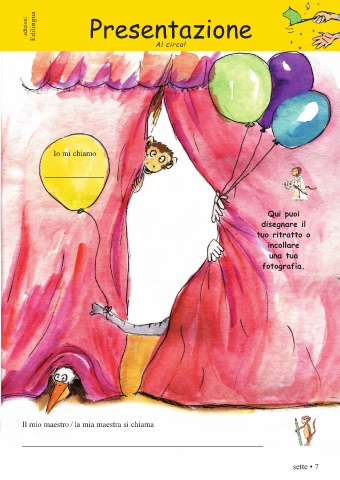 edizioni
Edilingua
Presentazione
Al circo!
Io mi chiamo
Qui puoi
disegnare il
tuo ritratto o
incollare
una tua
fotografia.
Il mio maestro / la mia maestra si chiama
sette • 7